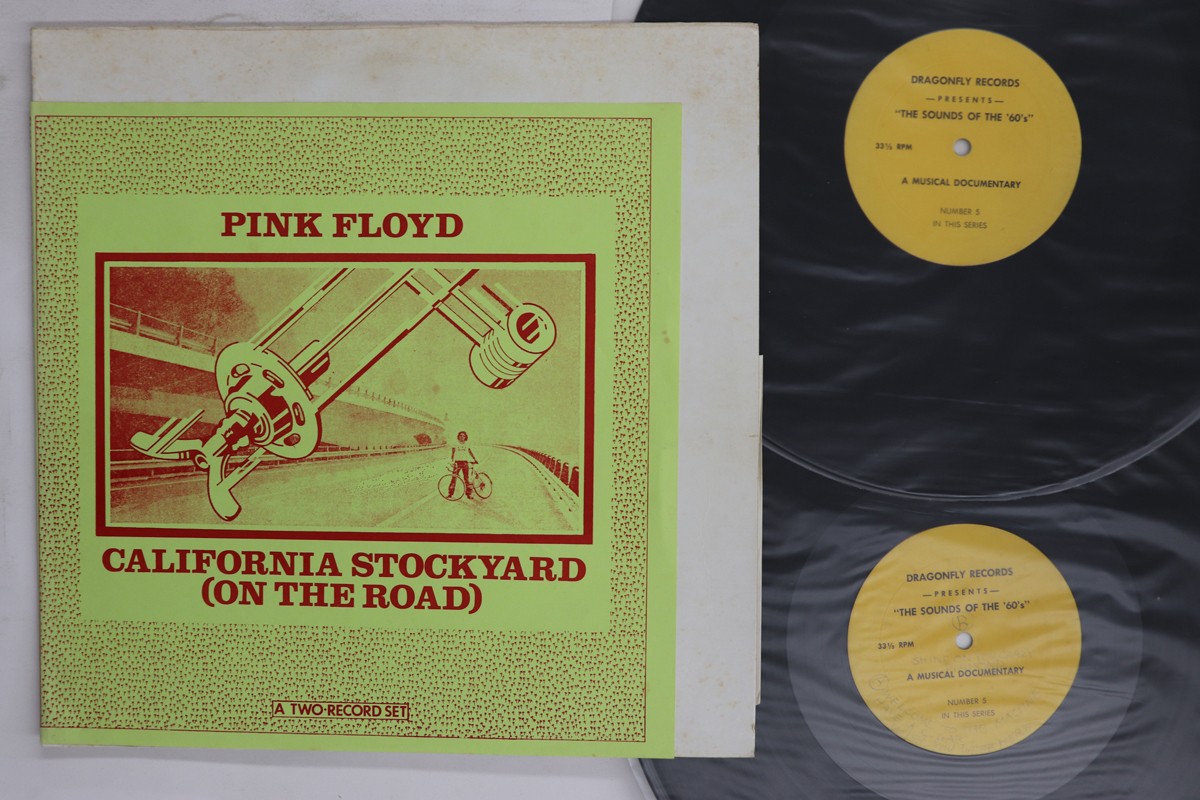 PINK FLOYD
CALIFORNIA STOCKYARD
(ON THE ROAD)
A TWO-RECORD SET
DRAGONFLY RECORDS
—PRESENTS—
"THE SOUNDS OF THE '60's"
33⅓ RPM
A MUSICAL DOCUMENTARY
NUMBER 5
IN THIS SERIES
DRAGONFLY RECORDS
—PRESENTS—
"THE SOUNDS OF THE '60's"
33⅓ RPM
A MUSICAL DOCUMENTARY
NUMBER 5
IN THIS SERIES